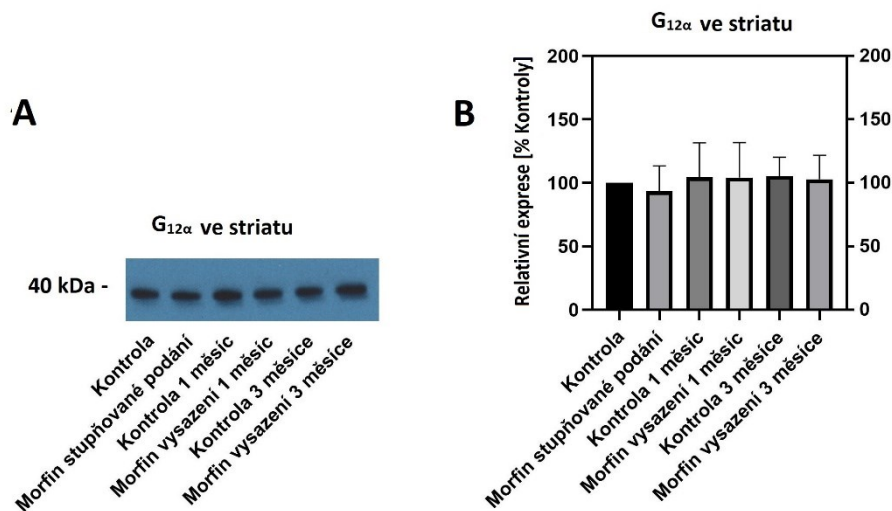 A
G12α ve striatu
40 kDa -
Kontrola
Morfin stupňované podání
Kontrola 1 měsíc
Morfin vysazení 1 měsíc
Kontrola 3 měsíce
Morfin vysazení 3 měsíce
B
G12α ve striatu
Relativní exprese [% Kontroly]
200
150
100
50
0
200
150
100
50
0
Kontrola
Morfin stupňované podání
Kontrola 1 měsíc
Morfin vysazení 1 měsíc
Kontrola 3 měsíce
Morfin vysazení 3 měsíce